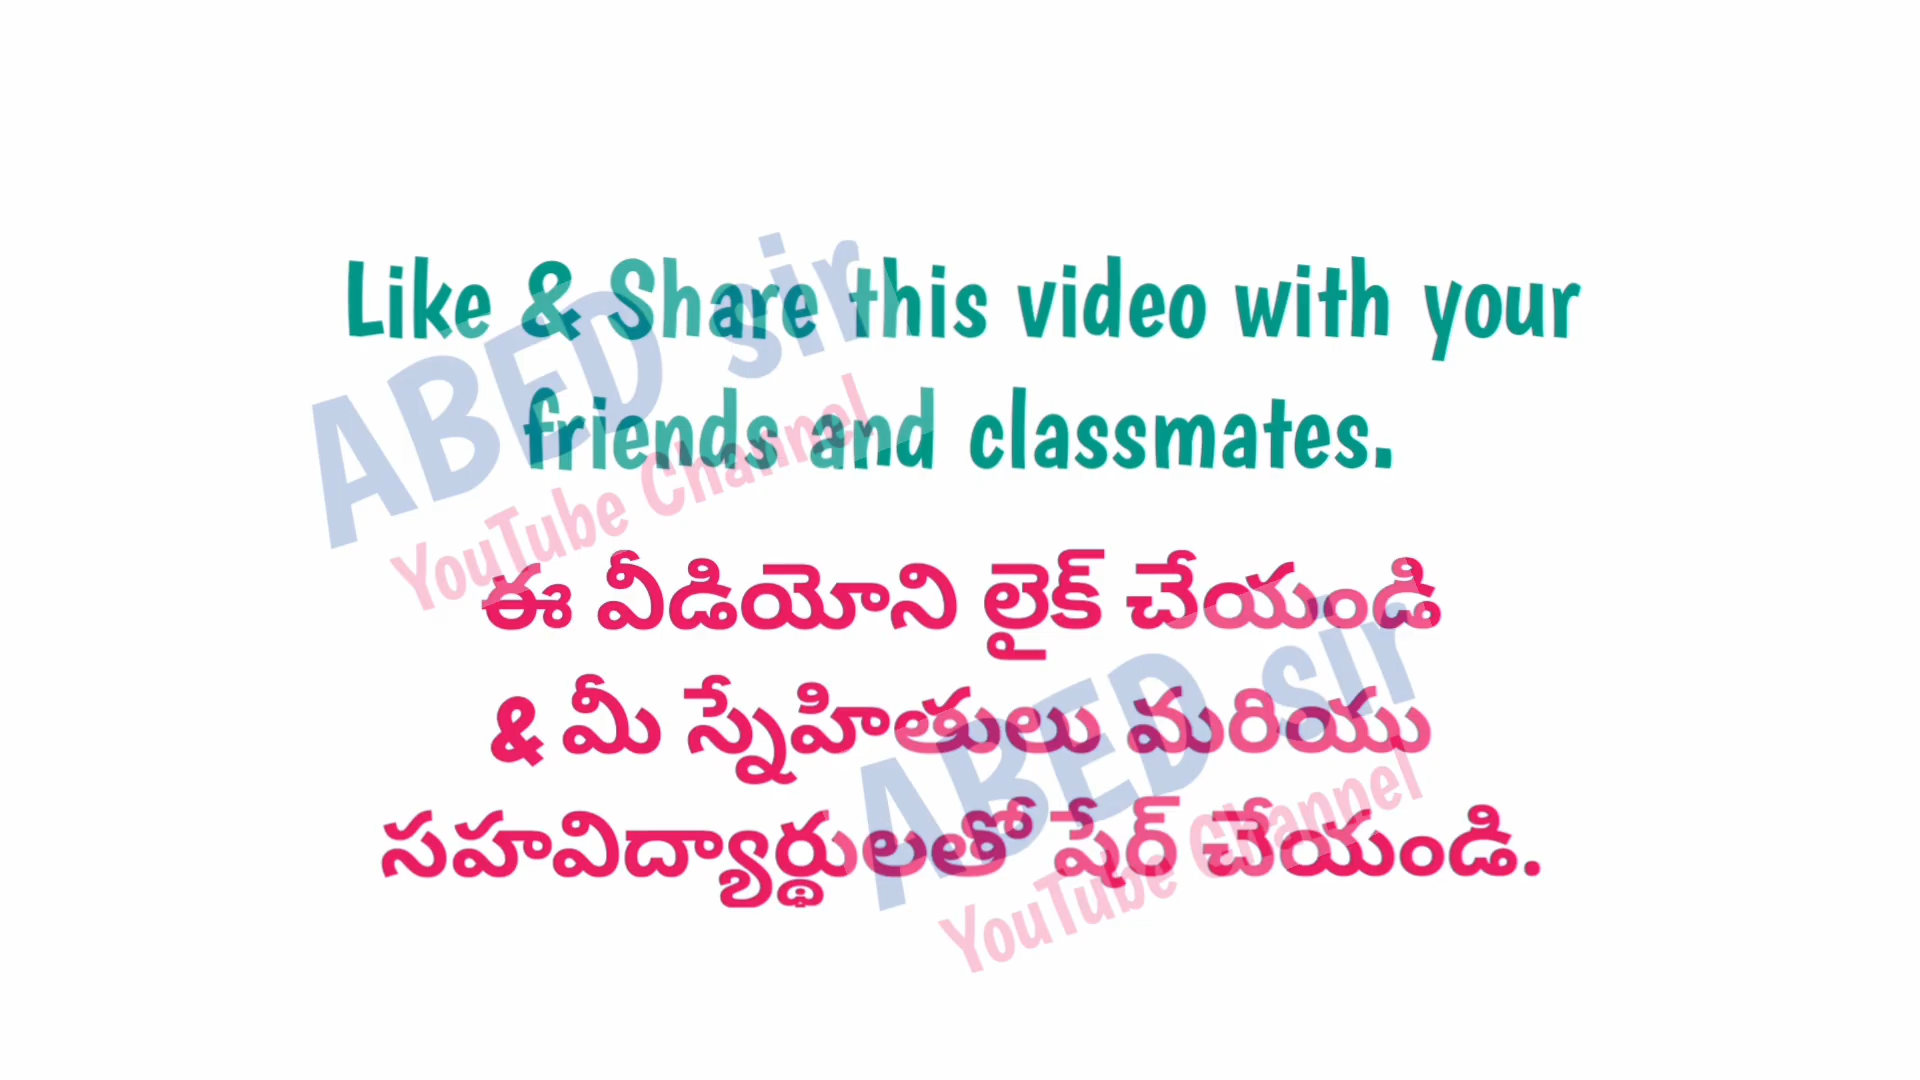 Like & Share this video with your
friends and classmates.
ఈ వీడియోని లైక్ చేయండి
& మీ స్నేహితులు మరియు
సహవిద్యార్థులతో షేర్ చేయండి.
ABED sir
YouTube Channel
ABED sir
YouTube Channel